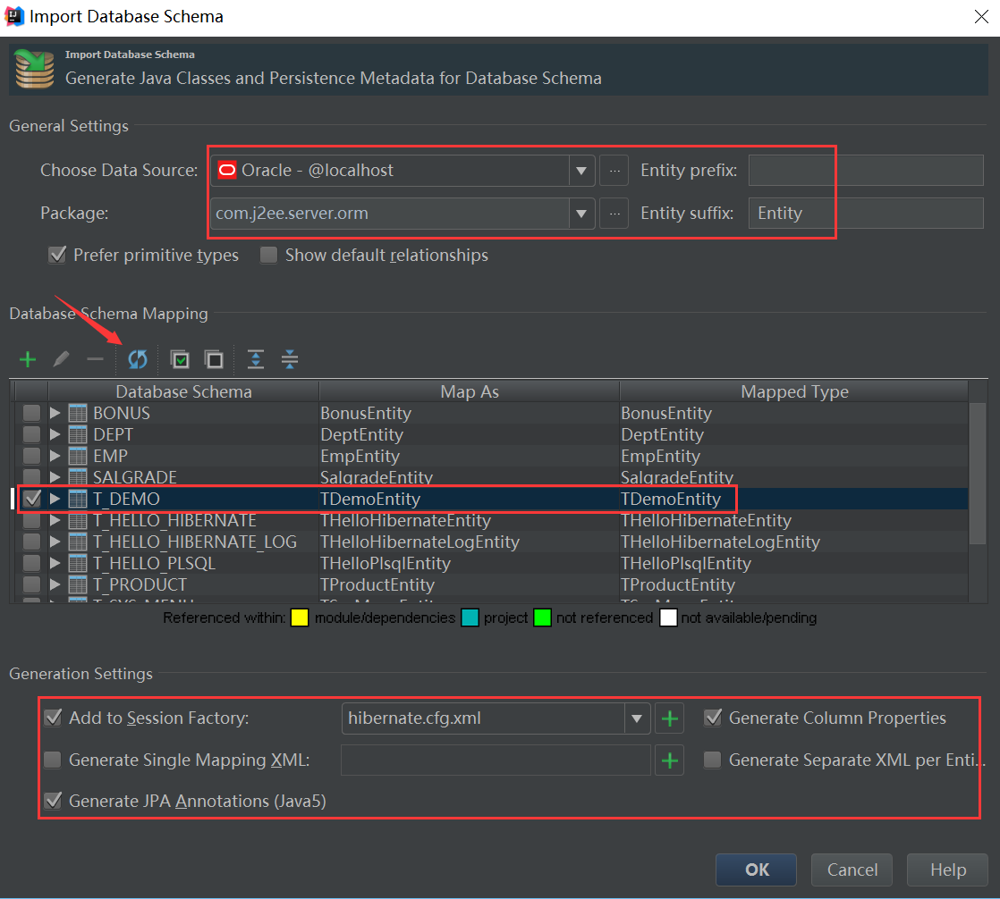 Import Database Schema
Import Database Schema
Generate Java Classes and Persistence Metadata for Database Schema
General Settings
Choose Data Source: Oracle - @localhost ... Entity prefix:
Package: com.j2ee.server.orm ... Entity suffix: Entity
Prefer primitive types Show default relationships
Database Schema Mapping
Database Schema Map As Mapped Type
BONUS BonusEntity BonusEntity
DEPT DeptEntity DeptEntity
EMP EmpEntity EmpEntity
SALGRADE SalgradeEntity SalgradeEntity
T_DEMO TDemoEntity TDemoEntity
T_HELLO_HIBERNATE THelloHibernateEntity THelloHibernateEntity
T_HELLO_HIBERNATE_LOG THelloHibernateLogEntity THelloHibernateLogEntity
T_HELLO_PLSQL THelloPlsqlEntity THelloPlsqlEntity
T_PRODUCT TProductEntity TProductEntity
Referenced within: module/dependencies project not referenced not available/pending
Generation Settings
Add to Session Factory: hibernate.cfg.xml Generate Column Properties
Generate Single Mapping XML: Generate Separate XML per Enti...
Generate JPA Annotations (Java5)
OK Cancel Help